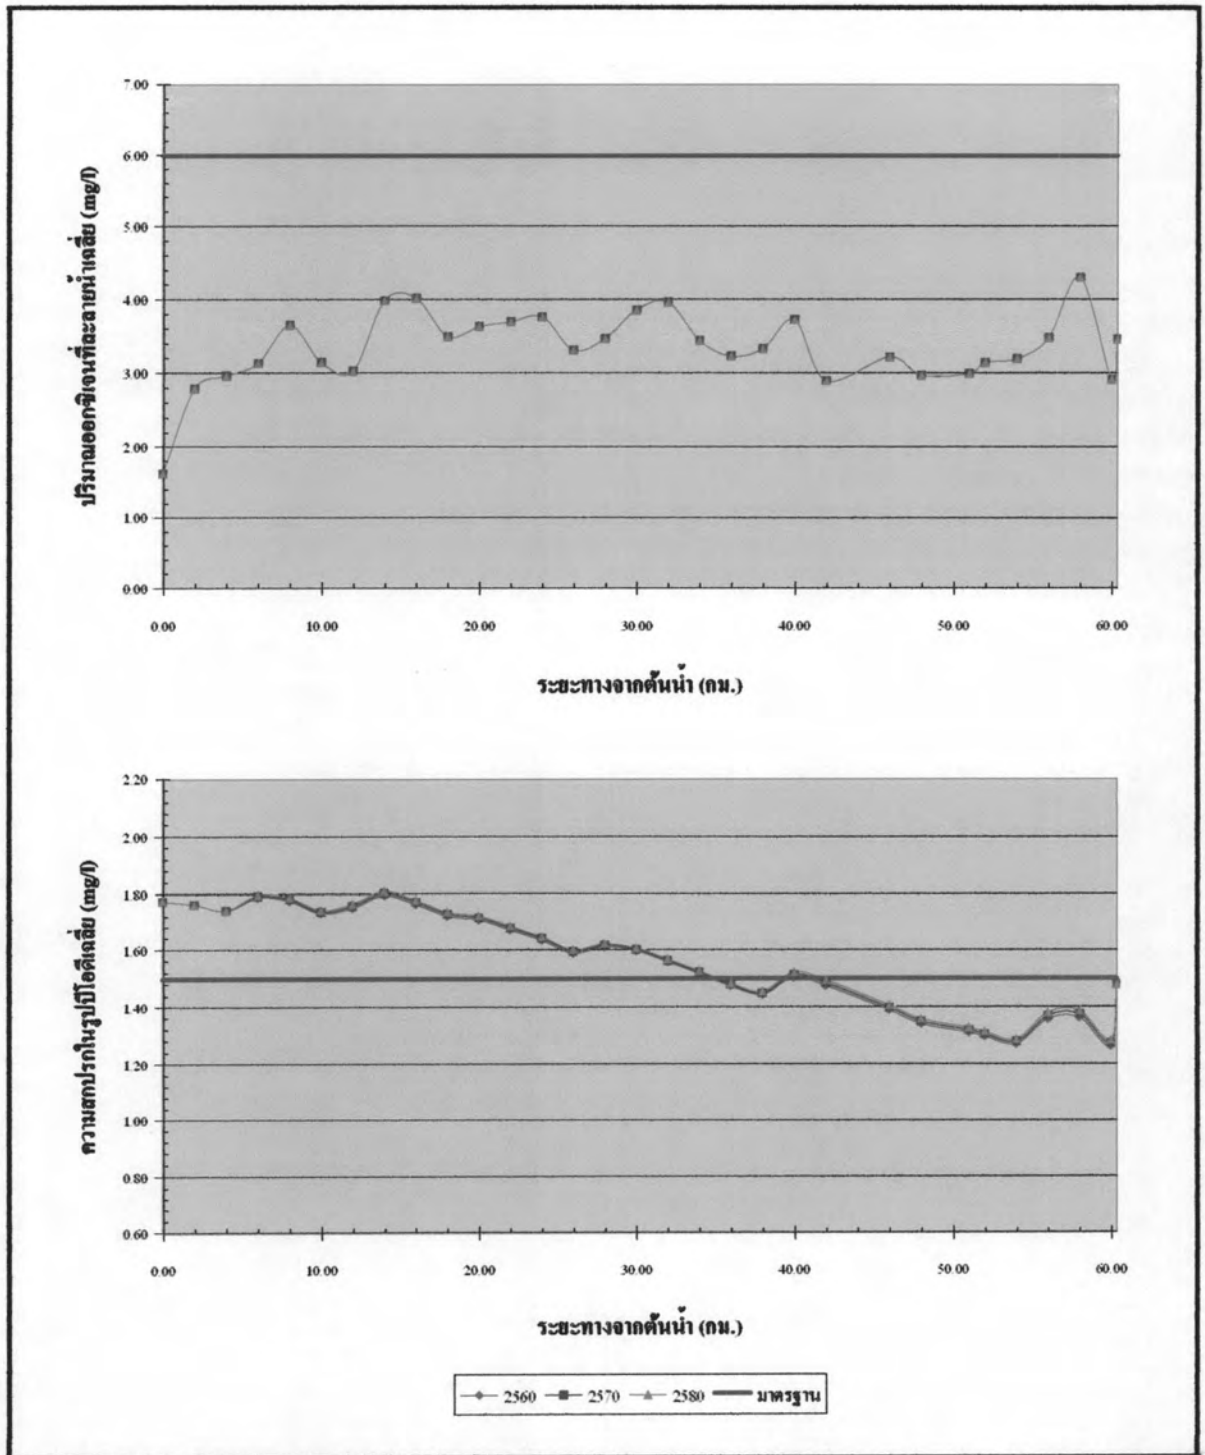 7.00
6.00
5.00
4.00
3.00
2.00
1.00
0.00
ปริมาณออกซิเจนที่ละลายน้ำเฉลี่ย (mg/l)
0.00 10.00 20.00 30.00 40.00 50.00 60.00
ระยะทางจากต้นน้ำ (กม.)
2.20
2.00
1.80
1.60
1.50
1.40
1.20
1.00
0.80
0.60
ความสกปรกในรูปบีโอดีเฉลี่ย (mg/l)
0.00 10.00 20.00 30.00 40.00 50.00 60.00
ระยะทางจากต้นน้ำ (กม.)
2560 2570 2580 มาตรฐาน